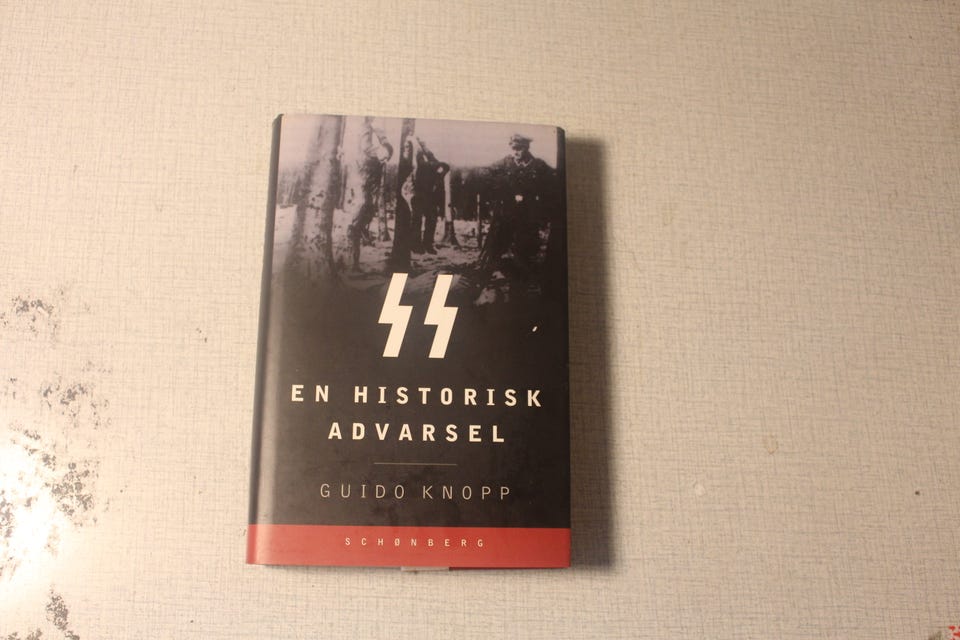 SS
EN HISTORISK
ADVARSEL
GUIDO KNOPP
SCHØNBERG